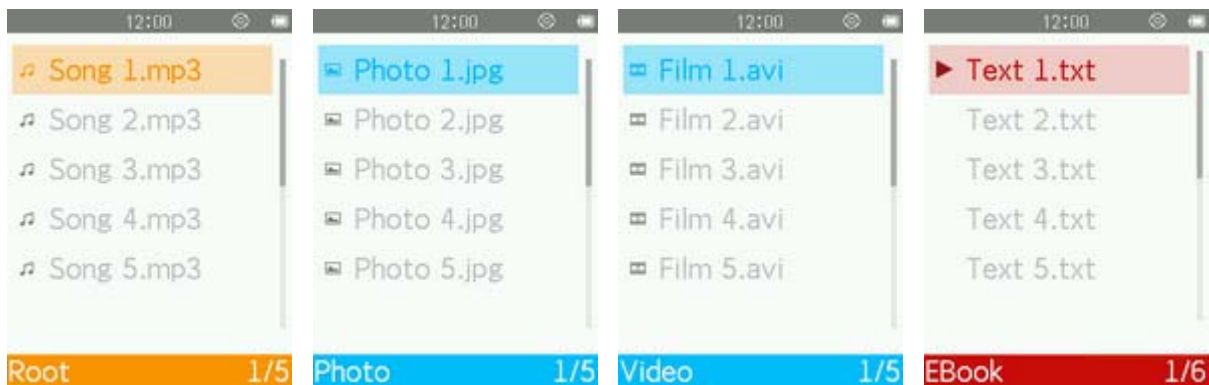 12:00
Song 1.mp3
Song 2.mp3
Song 3.mp3
Song 4.mp3
Song 5.mp3
Root 1/5
12:00
Photo 1.jpg
Photo 2.jpg
Photo 3.jpg
Photo 4.jpg
Photo 5.jpg
Photo 1/5
12:00
Film 1.avi
Film 2.avi
Film 3.avi
Film 4.avi
Film 5.avi
Video 1/5
12:00
Text 1.txt
Text 2.txt
Text 3.txt
Text 4.txt
Text 5.txt
EBook 1/6